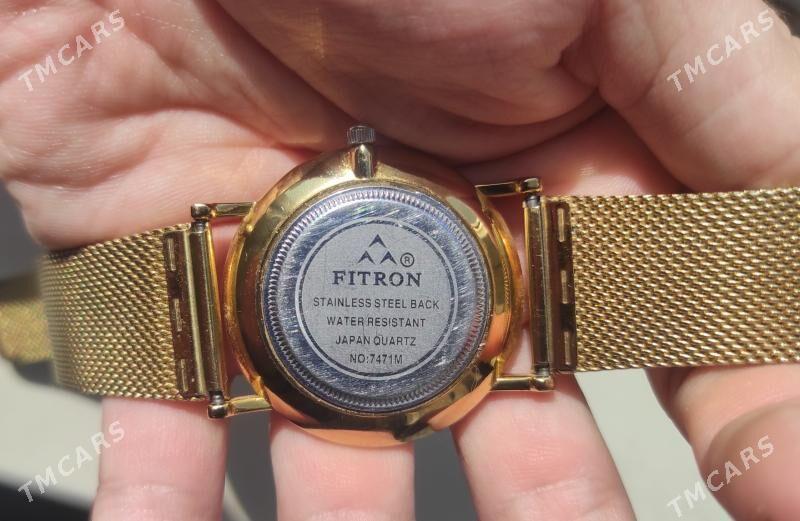 TMCARS
TMCARS
®
FITRON
STAINLESS STEEL BACK
WATER RESISTANT
JAPAN QUARTZ
NO:7471M
TMCARS
TMCARS